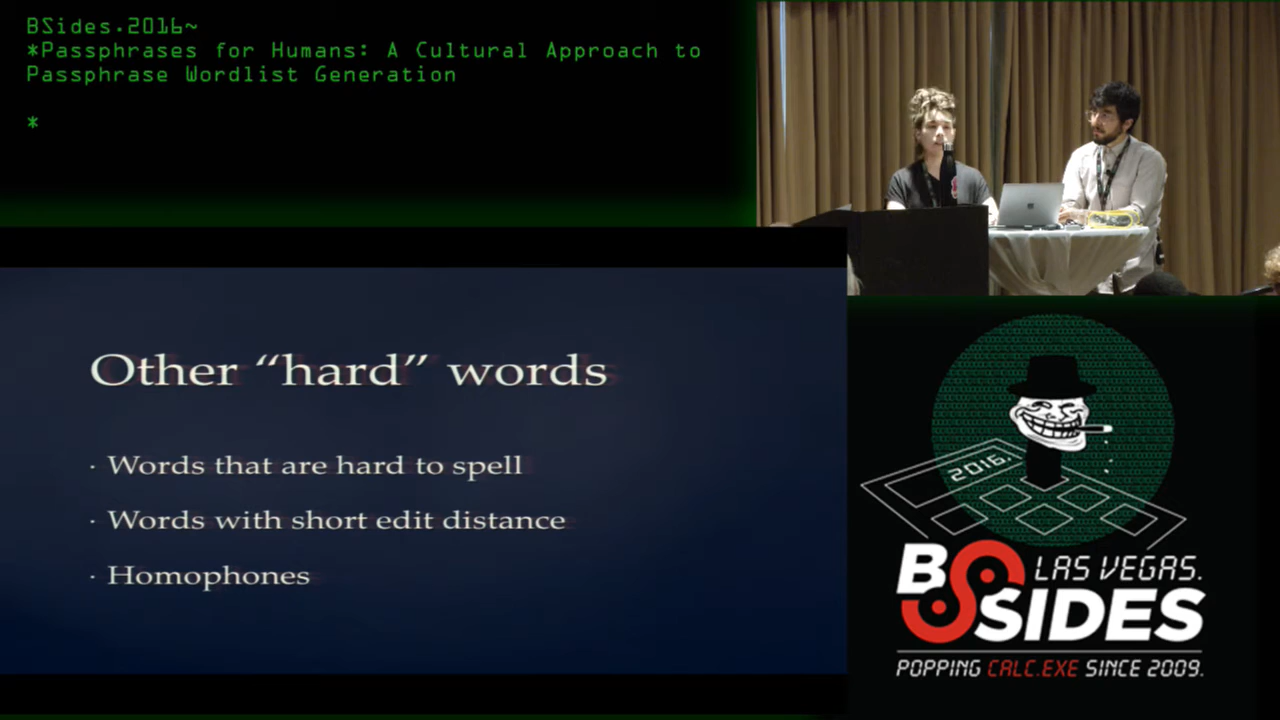 BSides.2016~
*Passphrases for Humans: A Cultural Approach to
Passphrase Wordlist Generation
*
Other “hard” words
· Words that are hard to spell
· Words with short edit distance
· Homophones
2016.
BSIDES
LAS VEGAS.
POPPING CALC.EXE SINCE 2009.